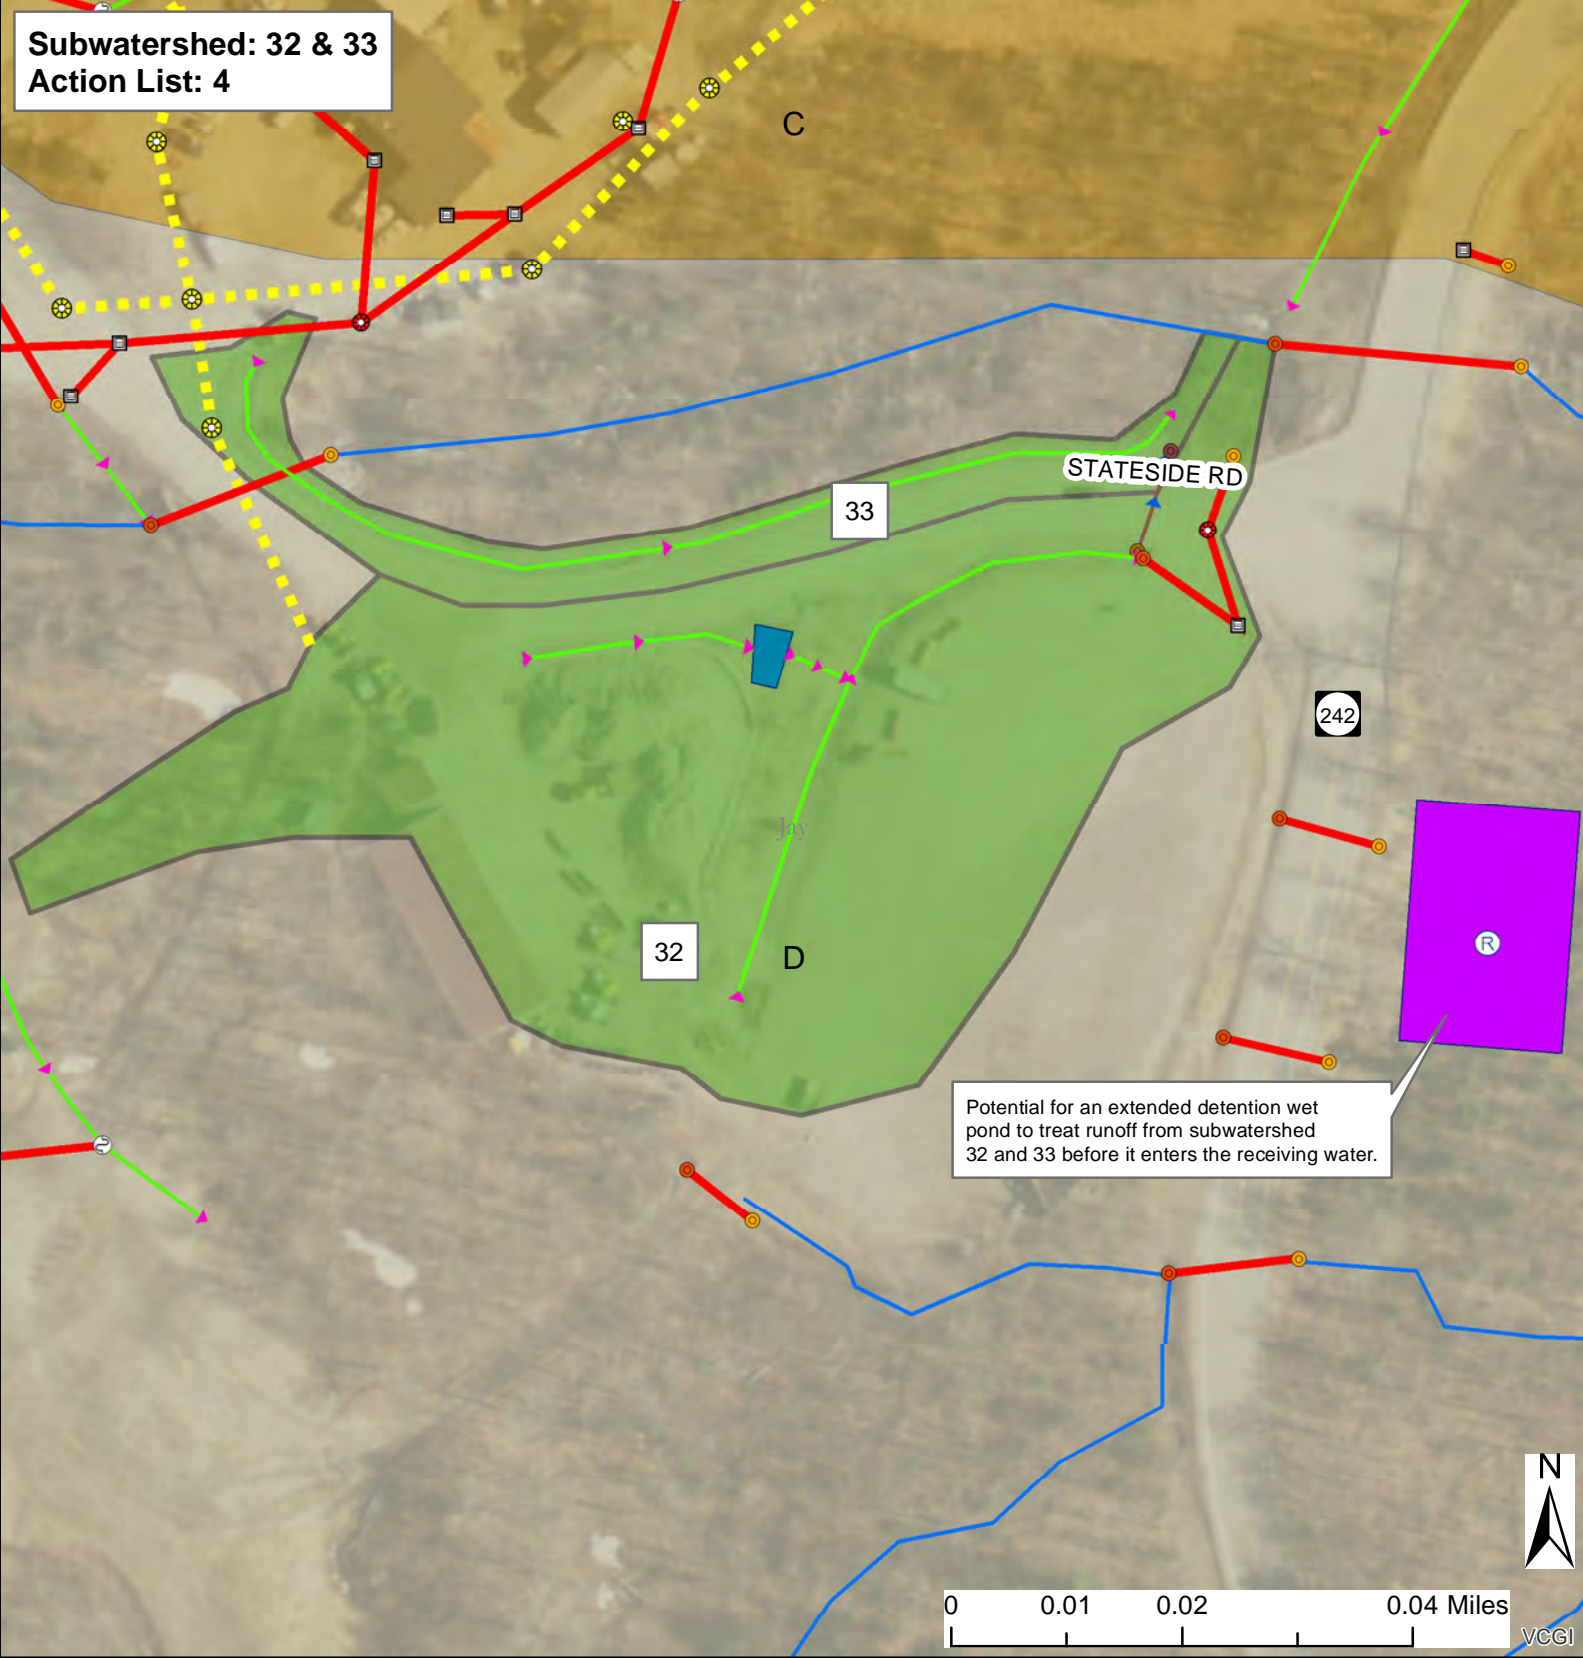 Subwatershed: 32 & 33
Action List: 4
C
STATESIDE RD
33
242
Jay
R
32
D
Potential for an extended detention wet
pond to treat runoff from subwatershed
32 and 33 before it enters the receiving water.
N
0 0.01 0.02 0.04 Miles
VCGI